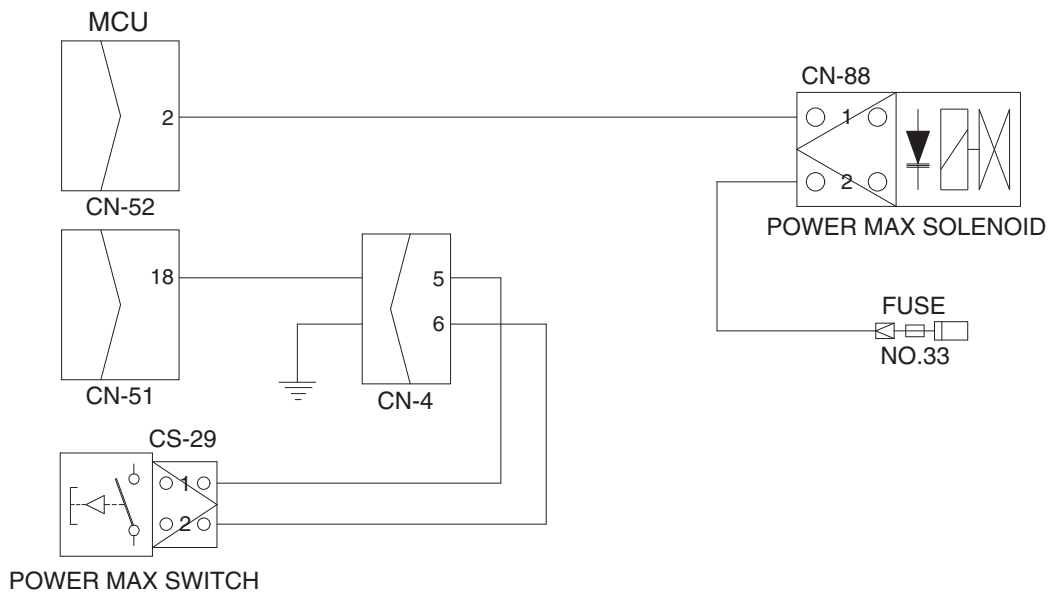 MCU
2
CN-52
CN-88
1
2
POWER MAX SOLENOID
18
CN-51
5
6
CN-4
FUSE
NO.33
CS-29
1
2
POWER MAX SWITCH